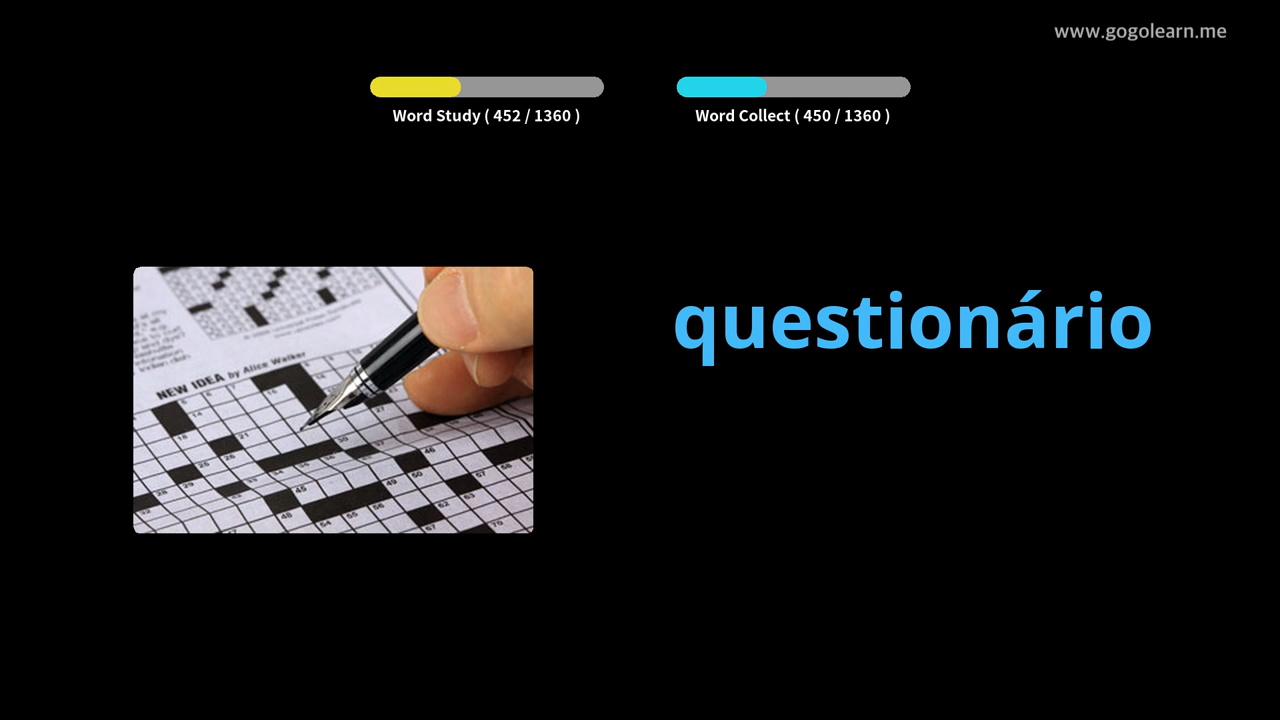 www.gogolearn.me
Word Study ( 452 / 1360 )
Word Collect ( 450 / 1360 )
questionário
NEW IDEA by Alice Walker